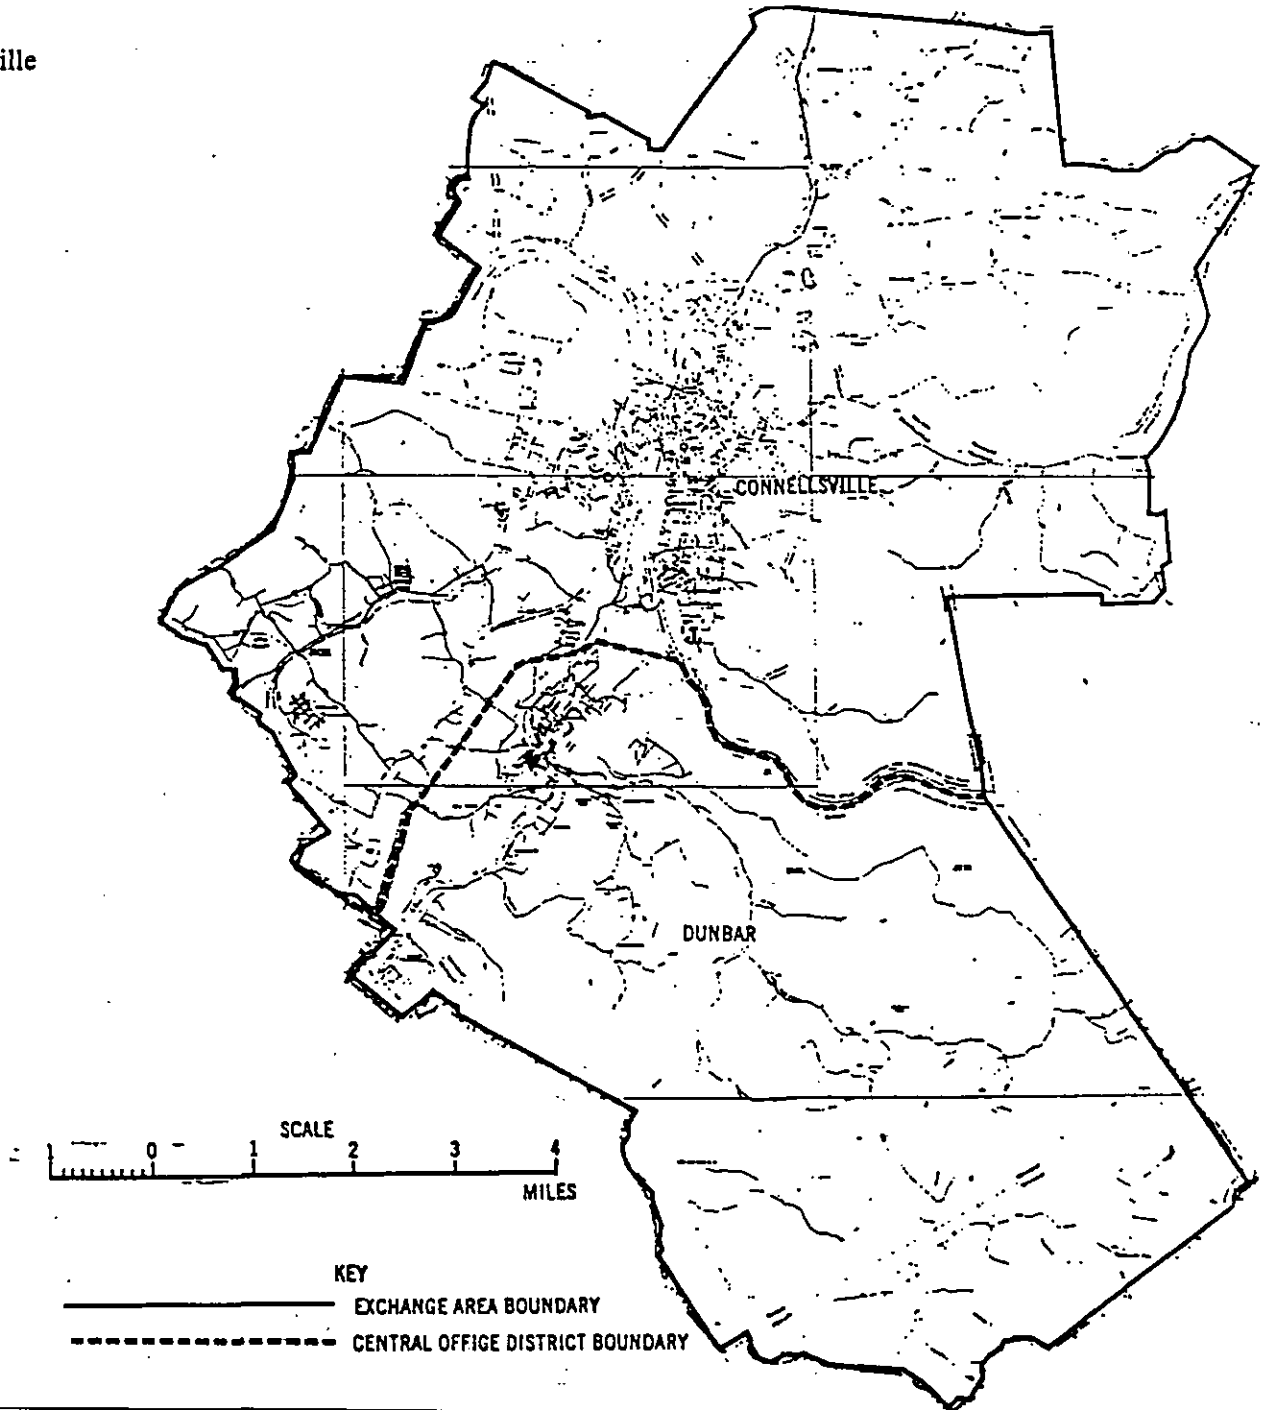 ille
CONNELLSVILLE
DUNBAR
SCALE
1 0 1 2 3 4
MILES
KEY
EXCHANGE AREA BOUNDARY
CENTRAL OFFICE DISTRICT BOUNDARY